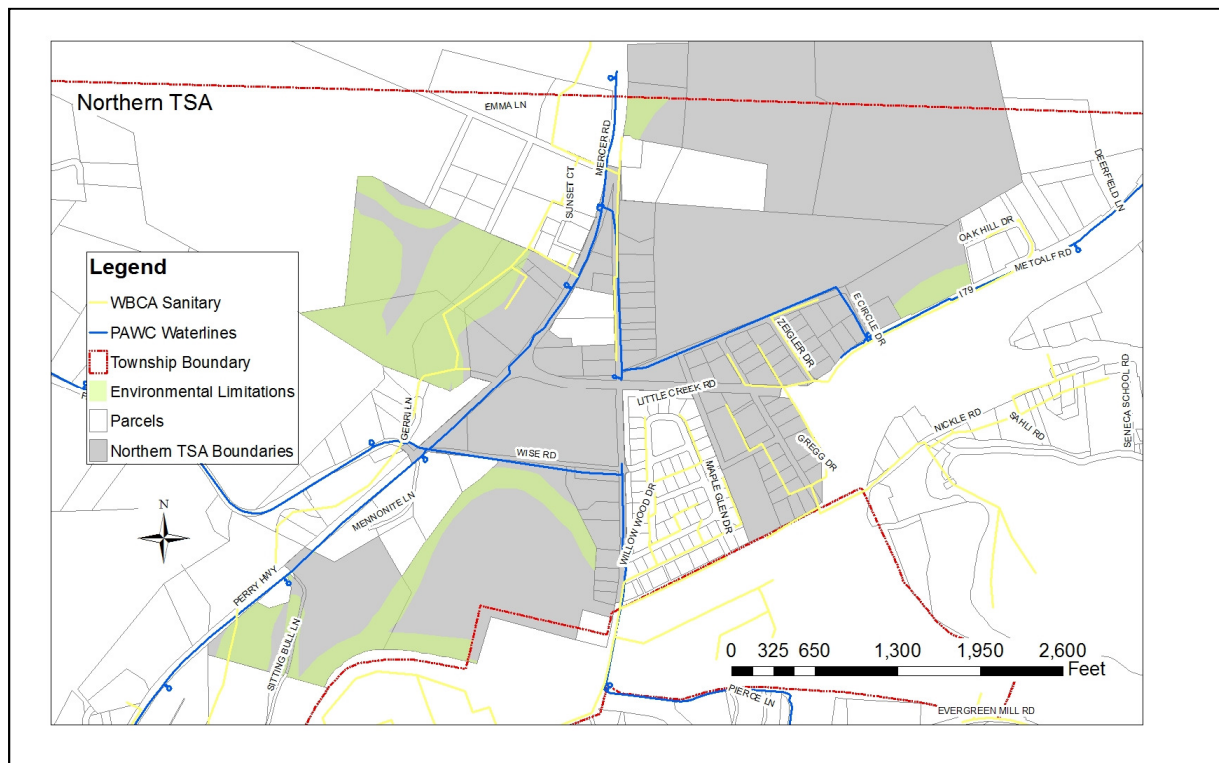 Northern TSA
EMMA LN
MERCER RD
SUNSET CT
DEERFIELD LN
OAK HILL DR
METCALF RD
179
E CIRCLE DR
ZEIGLER DR
Legend
WBCA Sanitary
PAWC Waterlines
Township Boundary
Environmental Limitations
Parcels
Northern TSA Boundaries
LITTLE CREEK RD
GERRI LN
WISE RD
NICKLE RD
SAHLI RD
SENECA SCHOOL RD
GREGG DR
MAPLE GLEN DR
WILLOW WOOD DR
MENNONITE LN
N
PERRY HWY
SITTING BULL LN
0 325 650 1,300 1,950 2,600
Feet
PIERCE LN
EVERGREEN MILL RD